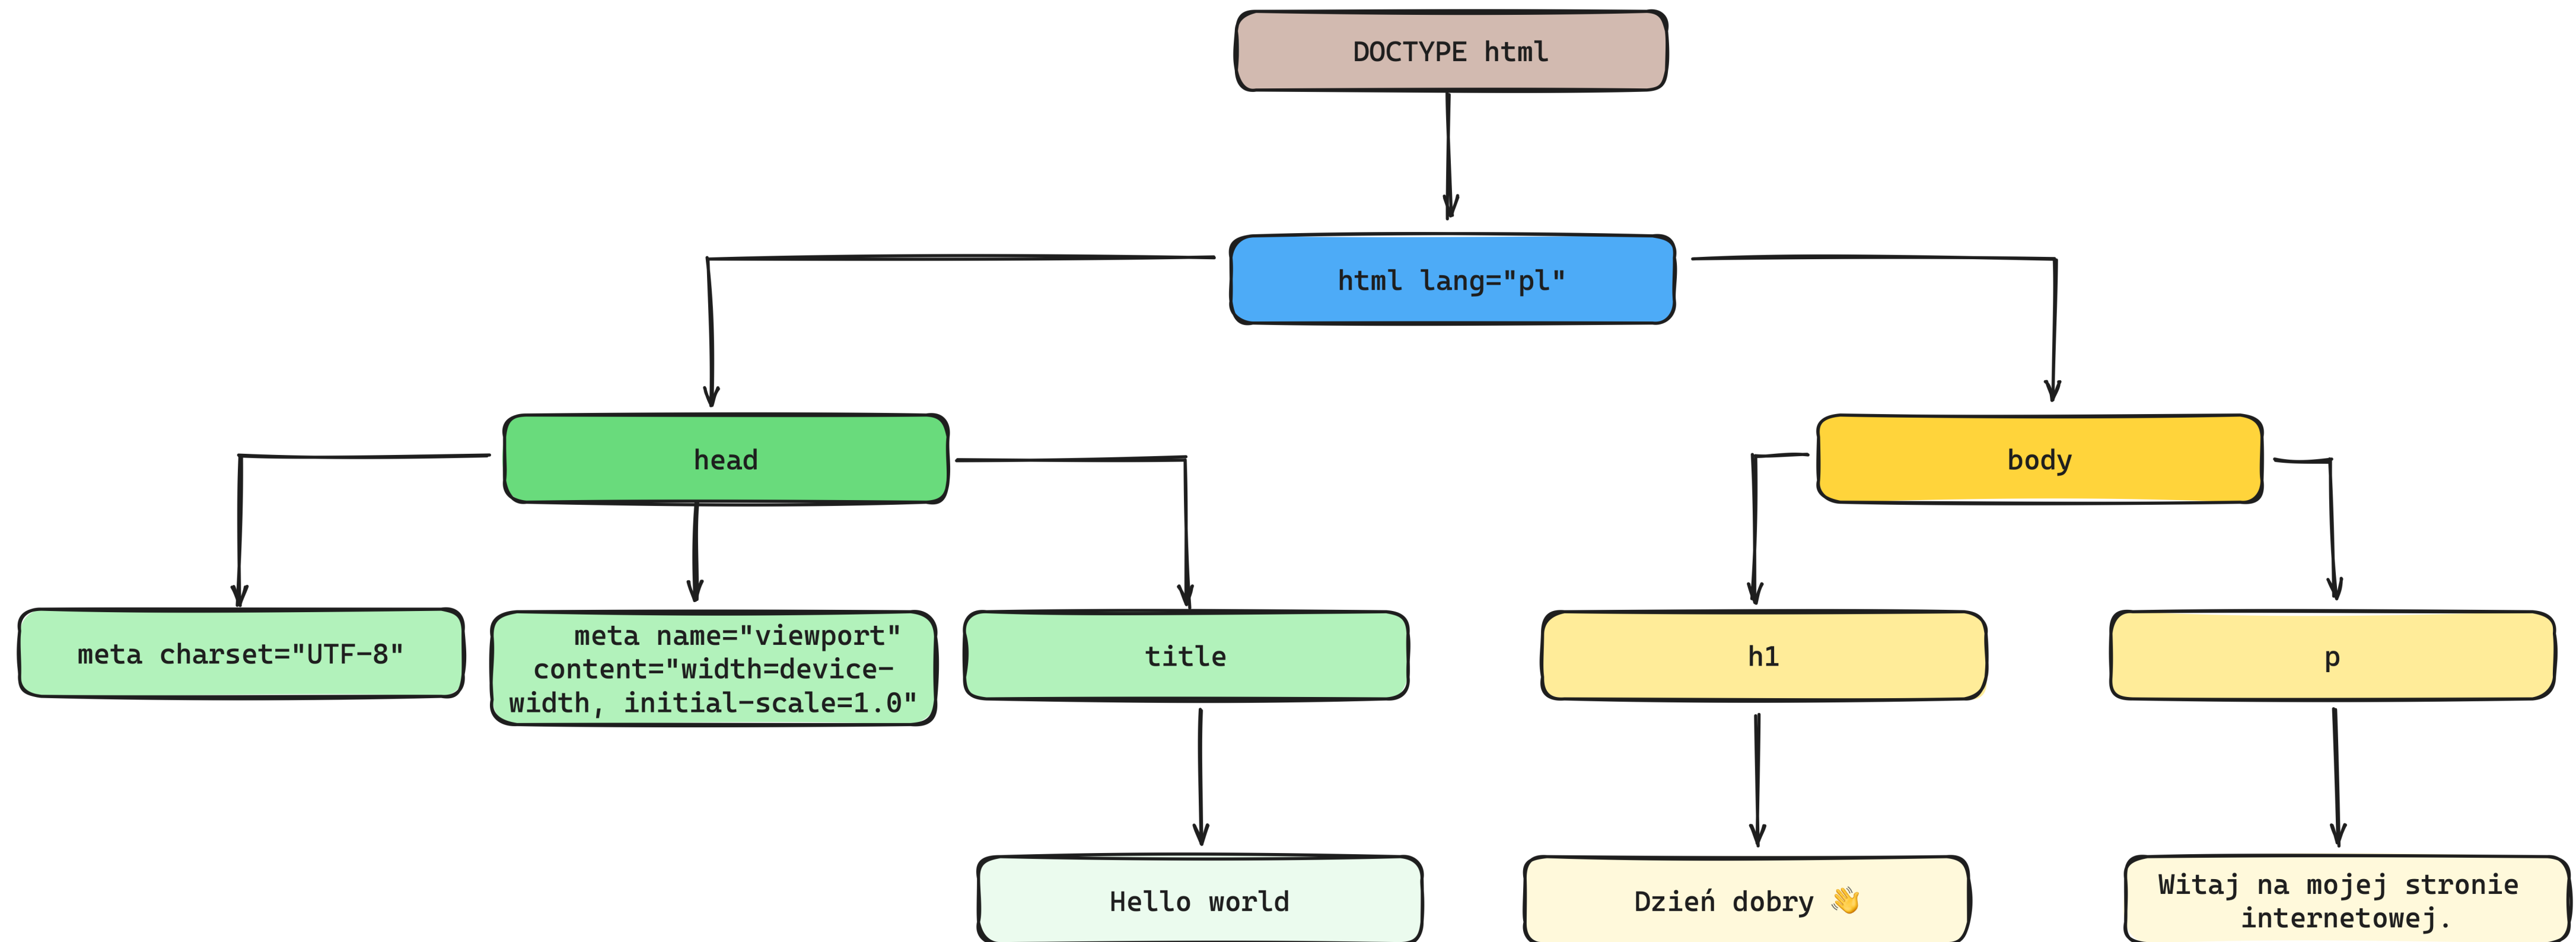 DOCTYPE html
html lang="pl"
head
body
meta charset="UTF-8"
meta name="viewport"
content="width=device-
width, initial-scale=1.0"
title
h1
p
Hello world
Dzień dobry 👋
Witaj na mojej stronie
internetowej.